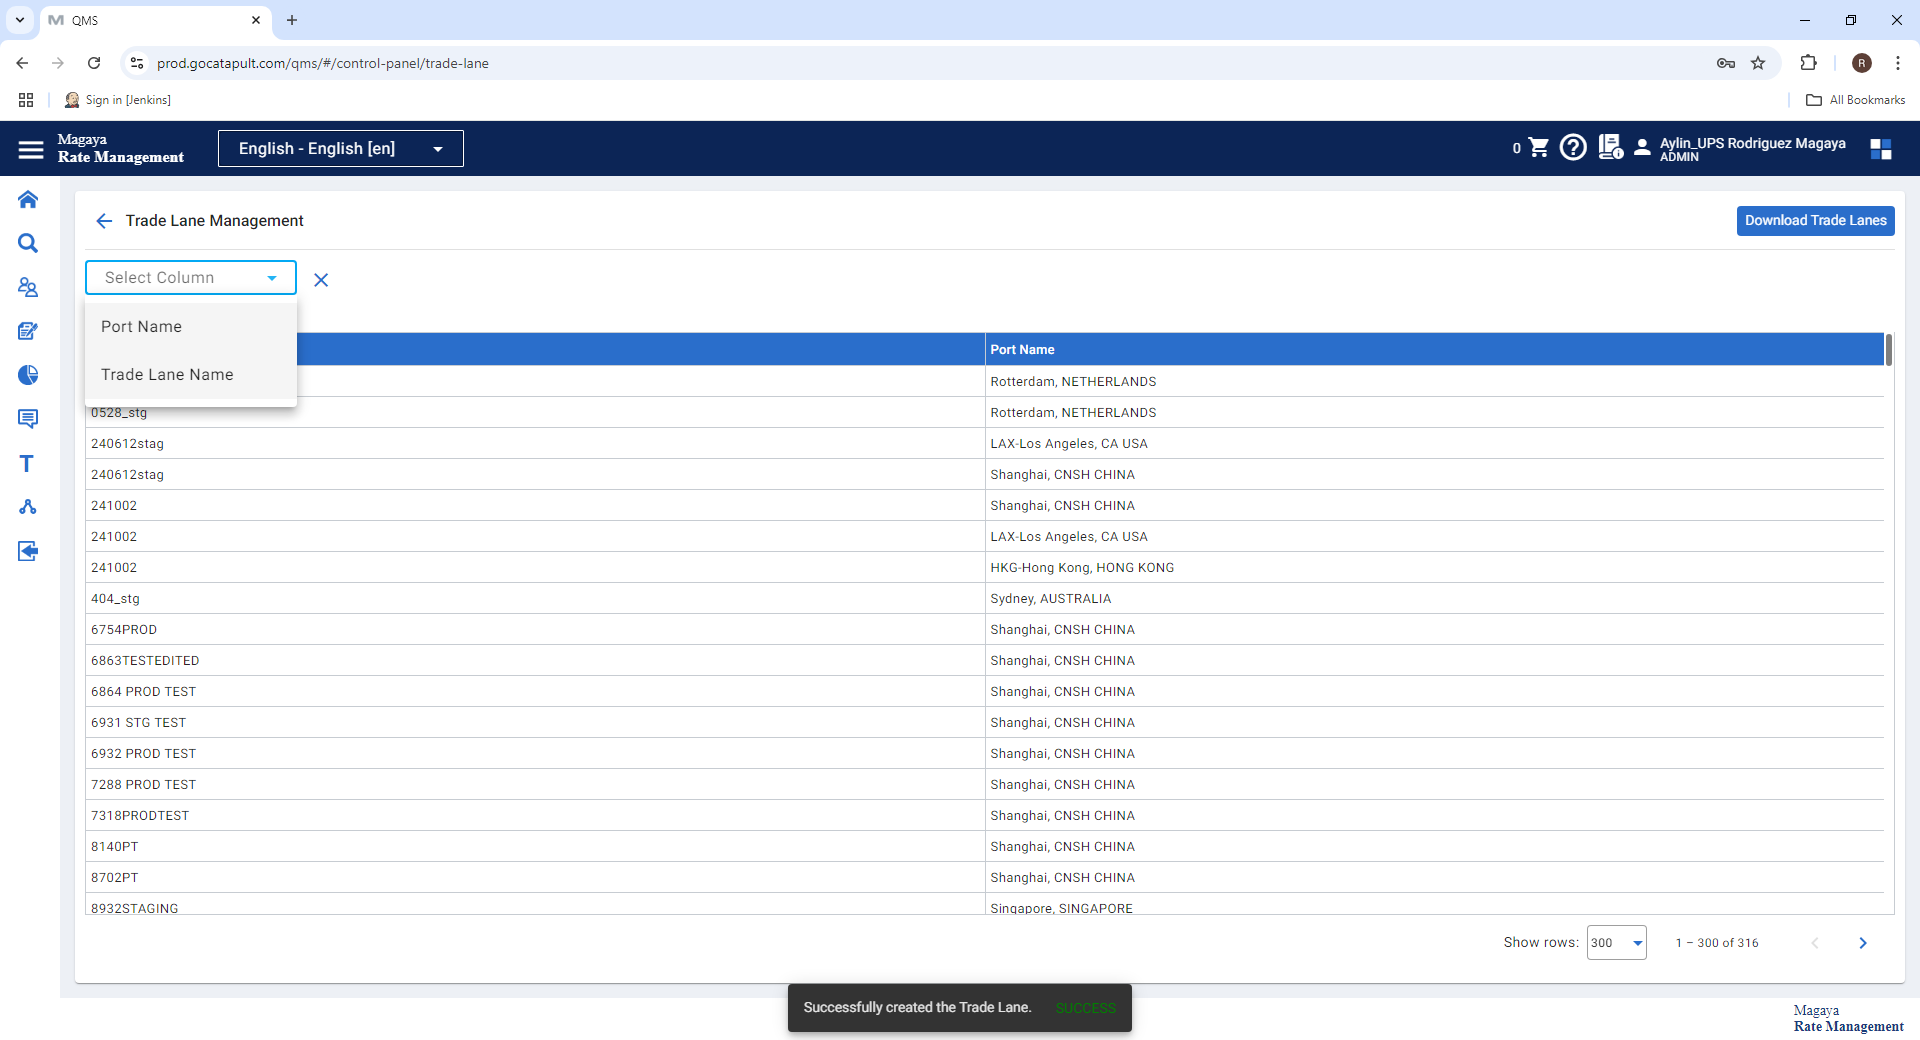 QMS
prod.gocatapult.com/qms/#/control-panel/trade-lane
R
Sign in [Jenkins]
All Bookmarks
Magaya
Rate Management
English - English [en]
0
Aylin_UPS Rodriguez Magaya
ADMIN
Trade Lane Management
Download Trade Lanes
Select Column
Port Name
Trade Lane Name
Port Name
Rotterdam, NETHERLANDS
0528_stg Rotterdam, NETHERLANDS
240612stag LAX-Los Angeles, CA USA
240612stag Shanghai, CNSH CHINA
241002 Shanghai, CNSH CHINA
241002 LAX-Los Angeles, CA USA
241002 HKG-Hong Kong, HONG KONG
404_stg Sydney, AUSTRALIA
6754PROD Shanghai, CNSH CHINA
6863TESTEDITED Shanghai, CNSH CHINA
6864 PROD TEST Shanghai, CNSH CHINA
6931 STG TEST Shanghai, CNSH CHINA
6932 PROD TEST Shanghai, CNSH CHINA
7288 PROD TEST Shanghai, CNSH CHINA
7318PRODTEST Shanghai, CNSH CHINA
8140PT Shanghai, CNSH CHINA
8702PT Shanghai, CNSH CHINA
8932STAGING Singapore, SINGAPORE
Show rows: 300 1 – 300 of 316
Successfully created the Trade Lane. SUCCESS
Magaya
Rate Management